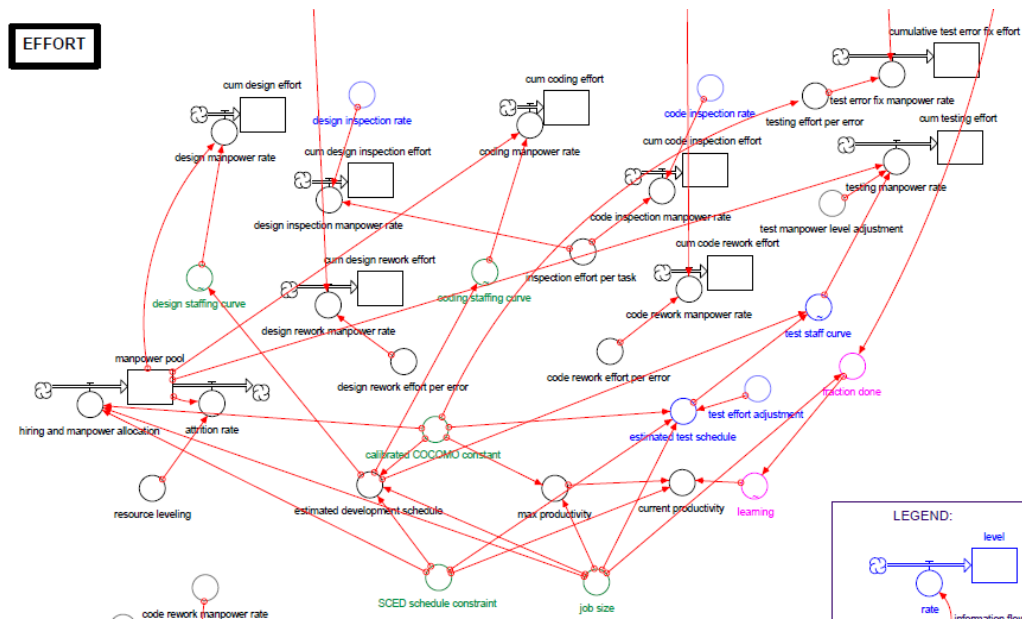 EFFORT
cumulative test error fix effort
cum design effort
cum coding effort
test error fix manpower rate
design inspection rate
code inspection rate
testing effort per error
cum testing effort
design manpower rate
cum design inspection effort
coding manpower rate
cum code inspection effort
testing manpower rate
design inspection manpower rate
code inspection manpower rate
test manpower level adjustment
cum design rework effort
inspection effort per task
cum code rework effort
design staffing curve
coding staffing curve
design rework manpower rate
code rework manpower rate
test staff curve
manpower pool
design rework effort per error
code rework effort per error
fraction done
hiring and manpower allocation
attrition rate
test effort adjustment
estimated test schedule
calibrated COCOMO constant
resource leveling
estimated development schedule
max productivity
current productivity
learning
LEGEND:
level
SCED schedule constraint
job size
rate
code rework manpower rate
information flow